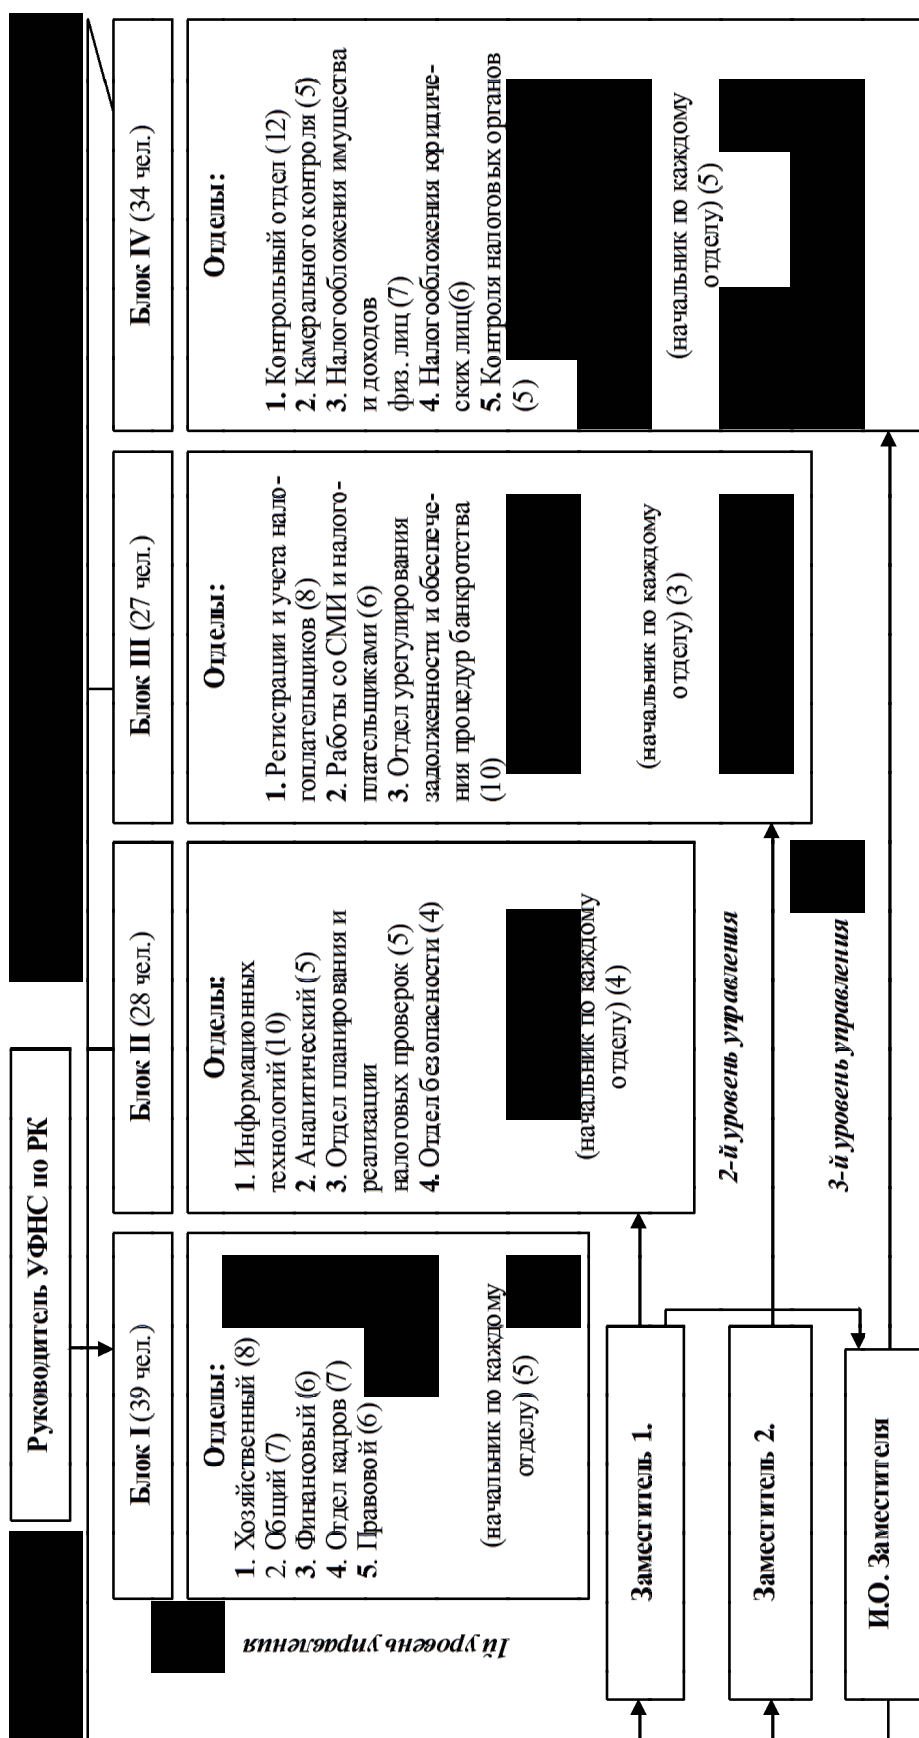 Руководитель УФНС по РК
Блок I (39 чел.)
Отделы:
1. Хозяйственный (8)
2. Общий (7)
3. Финансовый (6)
4. Отдел кадров (7)
5. Правовой (6)
(начальник по каждому
отделу) (5)
Блок II (28 чел.)
Отделы:
1. Информационных
технологий (10)
2. Аналитический (5)
3. Отдел планирования и
реализации
налоговых проверок (5)
4. Отдел безопасности (4)
(начальник по каждому
отделу) (4)
Блок III (27 чел.)
Отделы:
1. Регистрации и учета нало-
гоплательщиков (8)
2. Работы со СМИ и налого-
плательщиками (6)
3. Отдел урегулирования
задолженности и обеспече-
ния процедур банкротства
(10)
(начальник по каждому
отделу) (3)
Блок IV (34 чел.)
Отделы:
1. Контрольный отдел (12)
2. Камерального контроля (5)
3. Налогообложения имущества
и доходов
физ. лиц (7)
4. Налогообложения юридиче-
ских лиц(6)
5. Контроля налоговых органов
(5)
(начальник по каждому
отделу) (5)
1й уровень управления
Заместитель 1.
2-й уровень управления
Заместитель 2.
3-й уровень управления
И.О. Заместителя